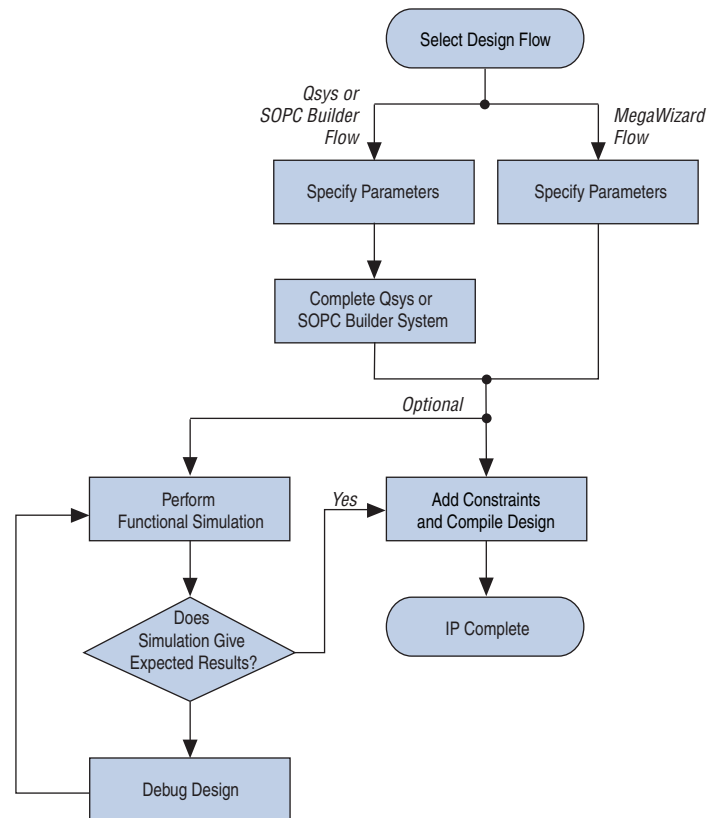 Select Design Flow
Qsys or
SOPC Builder
Flow
MegaWizard
Flow
Specify Parameters
Specify Parameters
Complete Qsys or
SOPC Builder System
Optional
Perform
Functional Simulation
Yes
Add Constraints
and Compile Design
Does
Simulation Give
Expected Results?
IP Complete
Debug Design